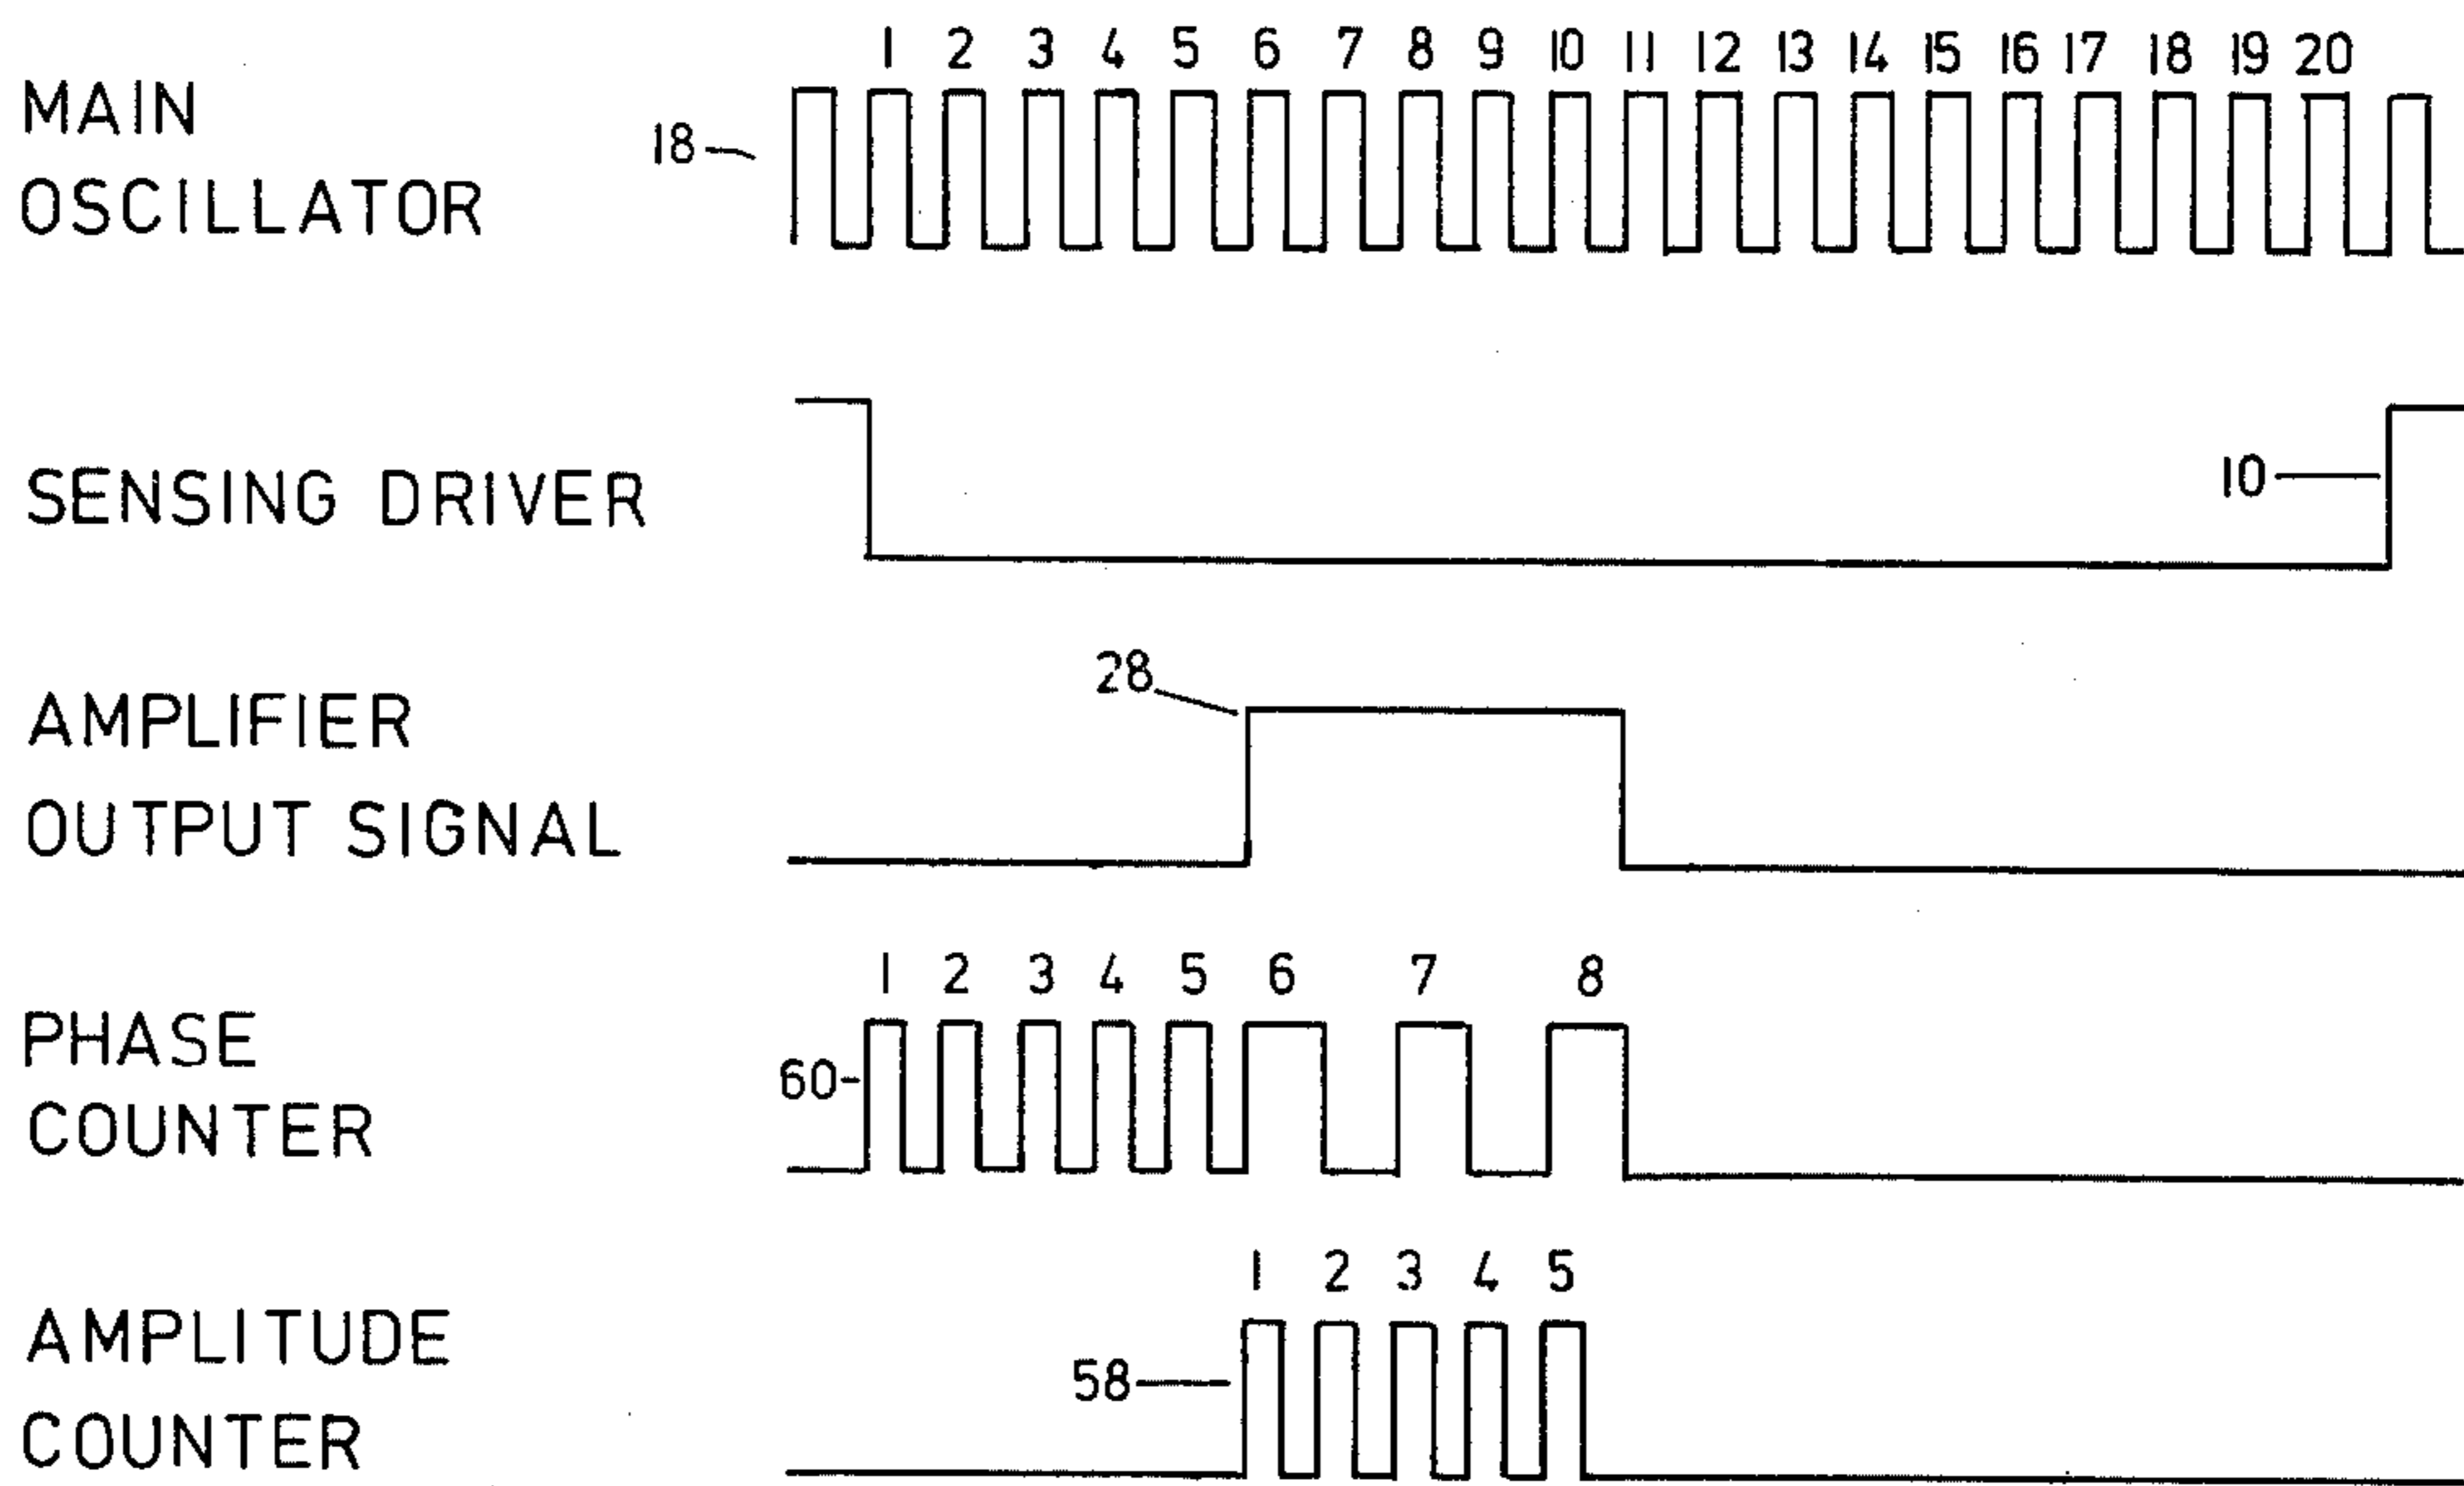 1 2 3 4 5 6 7 8 9 10 11 12 13 14 15 16 17 18 19 20
MAIN
OSCILLATOR
18
SENSING DRIVER
10
28
AMPLIFIER
OUTPUT SIGNAL
1 2 3 4 5 6 7 8
PHASE
COUNTER
60
1 2 3 4 5
AMPLITUDE
COUNTER
58